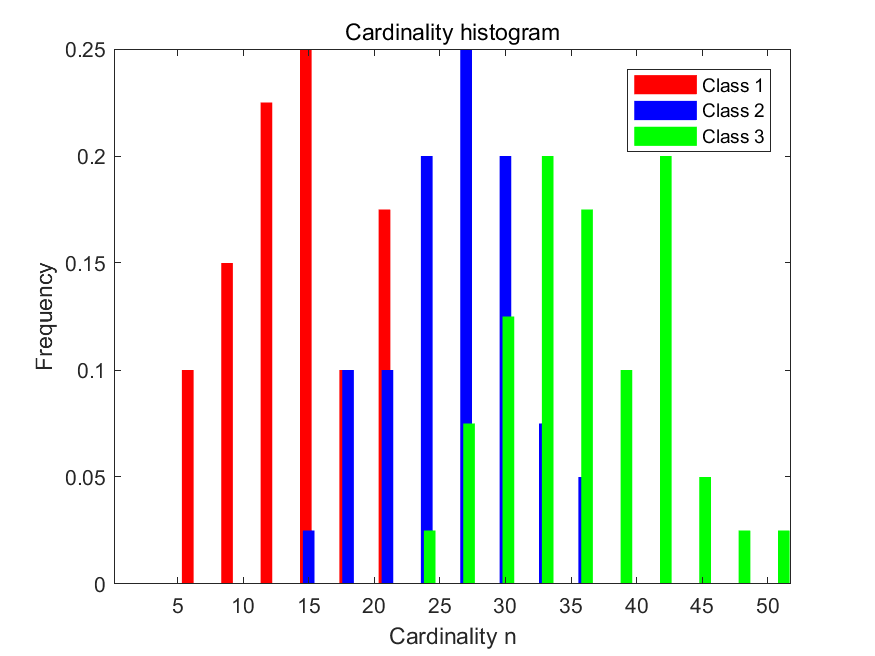 Cardinality histogram
0.25
0.2
0.15
0.1
0.05
0
Frequency
Class 1
Class 2
Class 3
5 10 15 20 25 30 35 40 45 50
Cardinality n